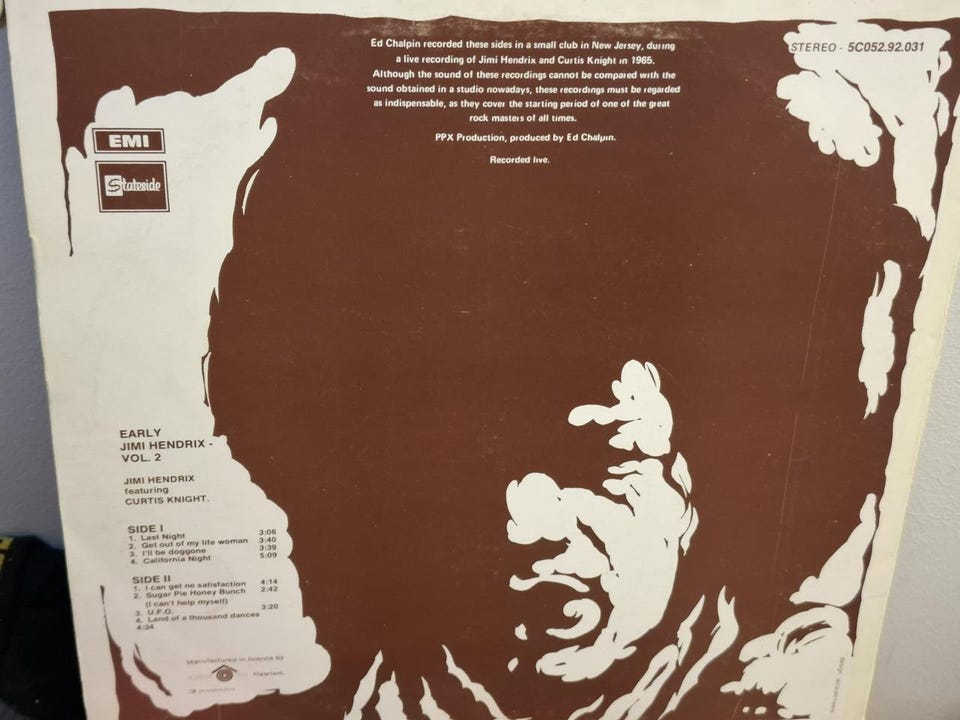 Ed Chalpin recorded these sides in a small club in New Jersey, during
a live recording of Jimi Hendrix and Curtis Knight in 1965.
Although the sound of these recordings cannot be compared with the
sound obtained in a studio nowadays, these recordings must be regarded
as indispensable, as they cover the starting period of one of the great
rock masters of all times.
PPX Production, produced by Ed Chalpin.
Recorded live.
STEREO - 5C052.92.031
EMI
Stateside
EARLY
JIMI HENDRIX -
VOL. 2
JIMI HENDRIX
featuring
CURTIS KNIGHT.
SIDE I
1. Last Night 3:06
2. Get out of my life woman 3:40
3. I'll be doggone 3:39
4. California Night 5:09
SIDE II
1. I can get no satisfaction 4:14
2. Sugar Pie Honey Bunch 2:42
(I can't help myself)
3. U.F.O. 3:20
4. Land of a thousand dances
4:34
Manufactured in licence by
Haarlem